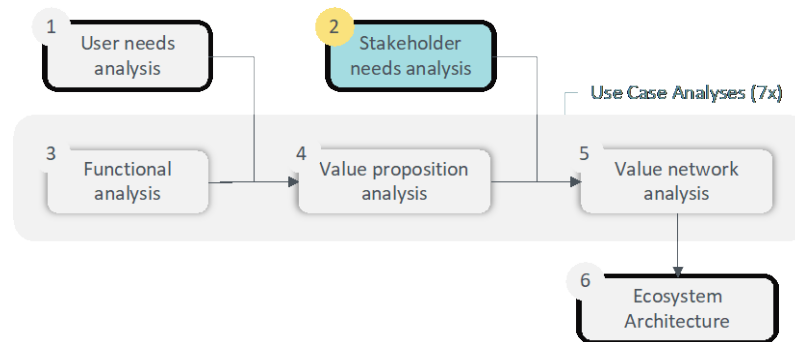 1
User needs
analysis
2
Stakeholder
needs analysis
Use Case Analyses (7x)
3
Functional
analysis
4
Value proposition
analysis
5
Value network
analysis
6
Ecosystem
Architecture